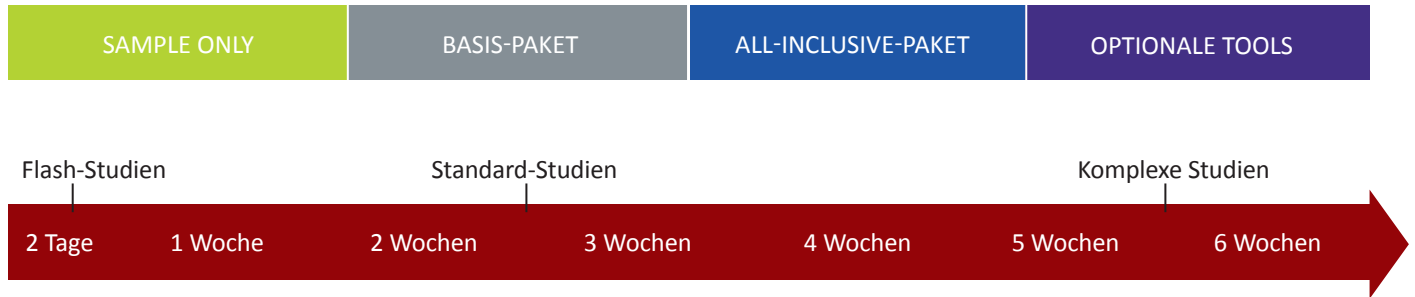 SAMPLE ONLY BASIS-PAKET ALL-INCLUSIVE-PAKET OPTIONALE TOOLS
Flash-Studien Standard-Studien Komplexe Studien
2 Tage 1 Woche 2 Wochen 3 Wochen 4 Wochen 5 Wochen 6 Wochen